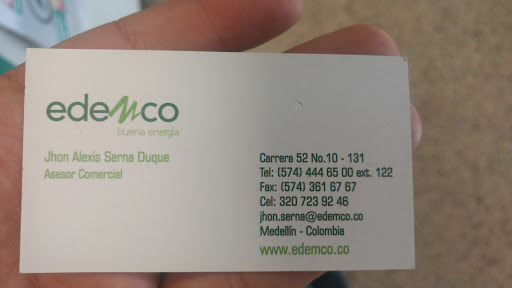 edemco
buena energía
Jhon Alexis Serna Duque
Asesor Comercial
Carrera 52 No.10 - 131
Tel: (574) 444 65 00 ext. 122
Fax: (574) 361 67 67
Cel: 320 723 92 46
jhon.serna@edemco.co
Medellín - Colombia
www.edemco.co